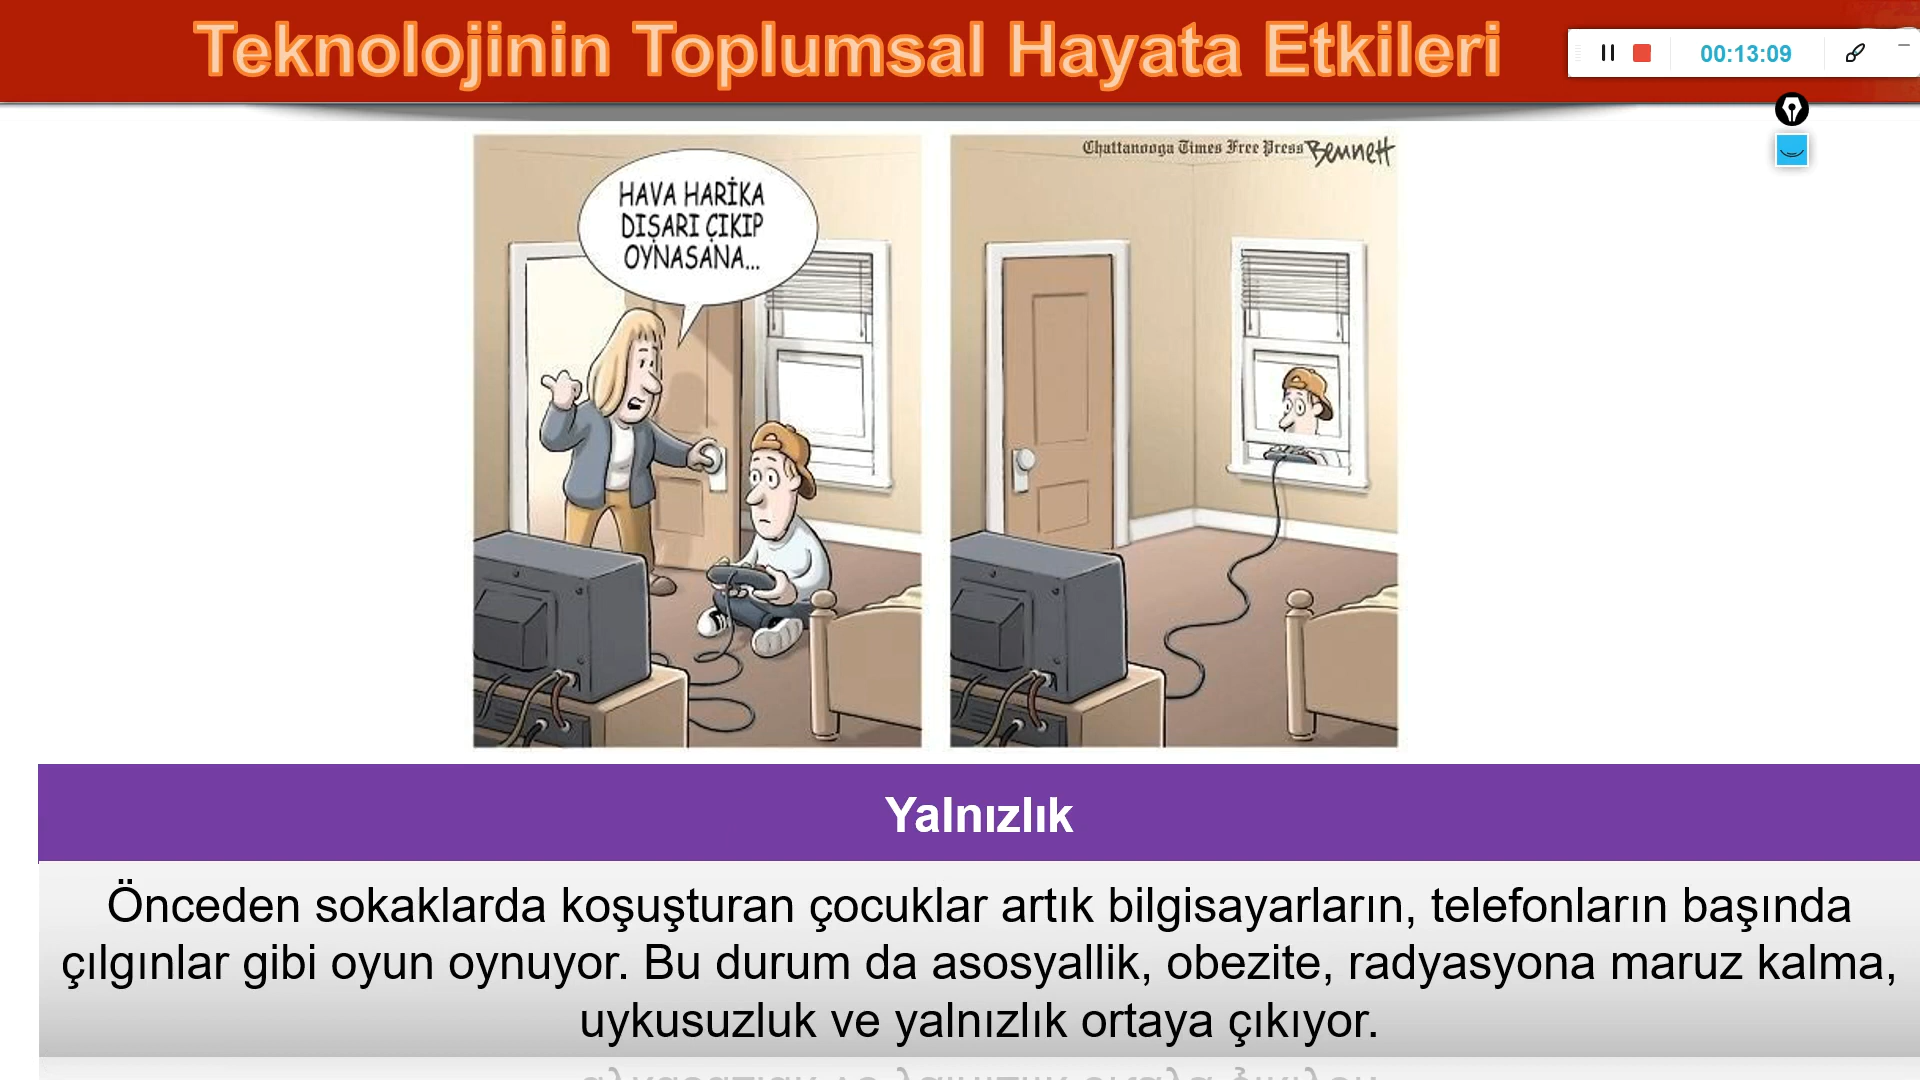 Teknolojinin Toplumsal Hayata Etkileri
00:13:09
HAVA HARİKA
DIŞARI ÇIKIP
OYNASANA...
Chattanooga Times Free Press Bennett
Yalnızlık
Önceden sokaklarda koşuşturan çocuklar artık bilgisayarların, telefonların başında
çılgınlar gibi oyun oynuyor. Bu durum da asosyallik, obezite, radyasyona maruz kalma,
uykusuzluk ve yalnızlık ortaya çıkıyor.